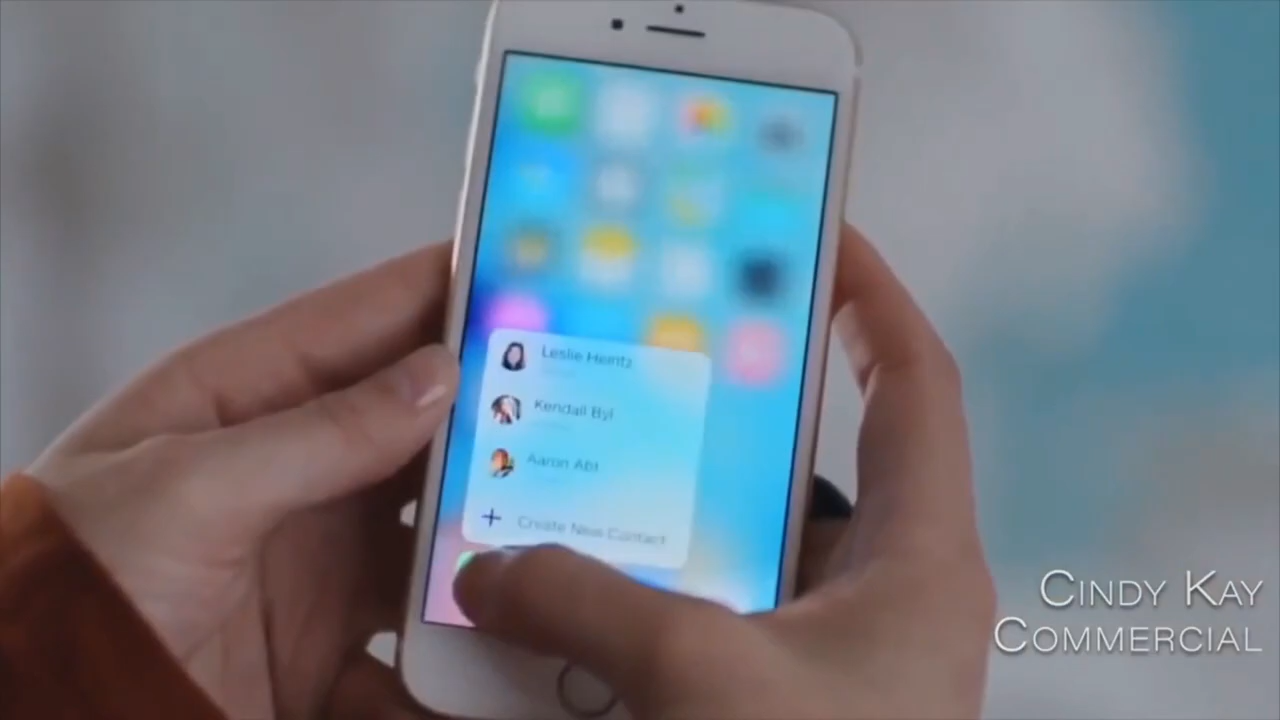 Leslie Heintz
Kendall Byl
Aaron Abt
Create New Contact
CINDY KAY
COMMERCIAL